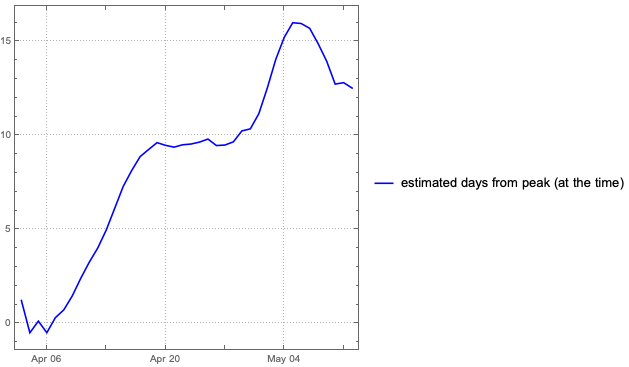 15
10
5
0
Apr 06
Apr 20
May 04
estimated days from peak (at the time)